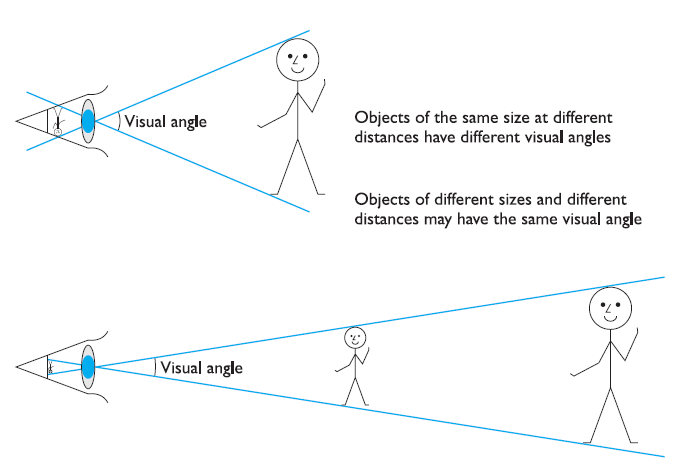 Visual angle
Objects of the same size at different
distances have different visual angles
Objects of different sizes and different
distances may have the same visual angle
Visual angle